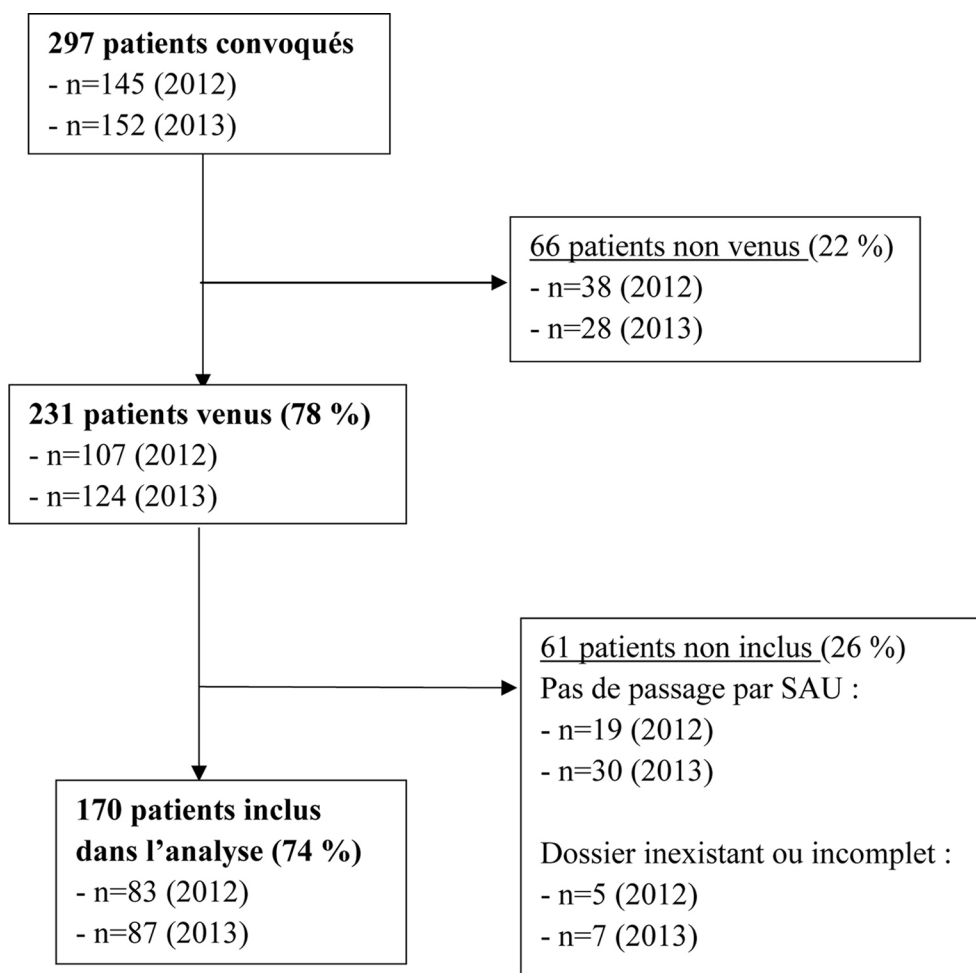 297 patients convoqués
- n=145 (2012)
- n=152 (2013)
66 patients non venus (22 %)
- n=38 (2012)
- n=28 (2013)
231 patients venus (78 %)
- n=107 (2012)
- n=124 (2013)
61 patients non inclus (26 %)
Pas de passage par SAU :
- n=19 (2012)
- n=30 (2013)
Dossier inexistant ou incomplet :
- n=5 (2012)
- n=7 (2013)
170 patients inclus
dans l’analyse (74 %)
- n=83 (2012)
- n=87 (2013)